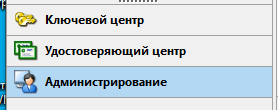 Ключевой центр
Удостоверяющий центр
Администрирование